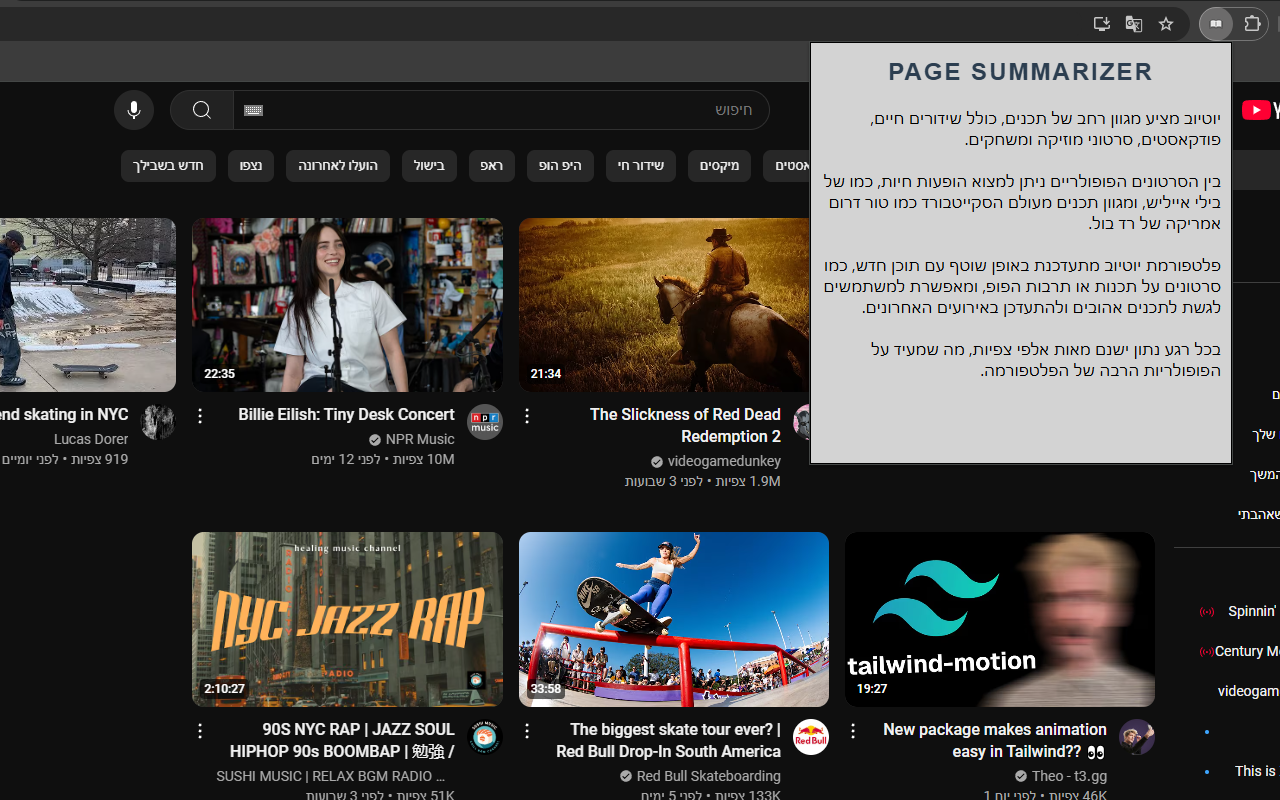 PAGE SUMMARIZER
יוטיוב מציע מגוון רחב של תכנים, כולל שידורים חיים,
פודקאסטים, סרטוני מוזיקה ומשחקים.
בין הסרטונים הפופולריים ניתן למצוא הופעות חיות, כמו של
בילי אייליש, ומגוון תכנים מעולם הסקייטבורד כמו טור דרום
אמריקה של רד בול.
פלטפורמת יוטיוב מתעדכנת באופן שוטף עם תוכן חדש, כמו
סרטונים על תכנות או תרבות הפופ, ומאפשרת למשתמשים
לגשת לתכנים אהובים ולהתעדכן באירועים האחרונים.
בכל רגע נתון ישנם מאות אלפי צפיות, מה שמעיד על
הפופולריות הרבה של הפלטפורמה.
חיפוש
מיקסים
שידור חי
היפ הופ
ראפ
בישול
הועלו לאחרונה
נצפו
חדש בשבילך
21:34
The Slickness of Red Dead
Redemption 2
videogamedunkey
1.9M צפיות • לפני 3 שבועות
22:35
npr music
Billie Eilish: Tiny Desk Concert
NPR Music
10M צפיות • לפני 12 ימים
skating in NYC
Lucas Dorer
919 צפיות • לפני יומיים
שלך
tailwind-motion
19:27
New package makes animation
easy in Tailwind?? 👀
Theo - t3.gg
46K צפיות • לפני יום 1
33:58
Red Bull
The biggest skate tour ever? |
Red Bull Drop-In South America
Red Bull Skateboarding
133K צפיות • לפני 5 ימים
healing music channel
NYC JAZZ RAP
RADIO
2:10:27
90S NYC RAP | JAZZ SOUL
HIPHOP 90s BOOMBAP | 勉強 /
SUSHI MUSIC | RELAX BGM RADIO ...
51K צפיות • לפני 3 שבועות
Spinnin'
Century
This is